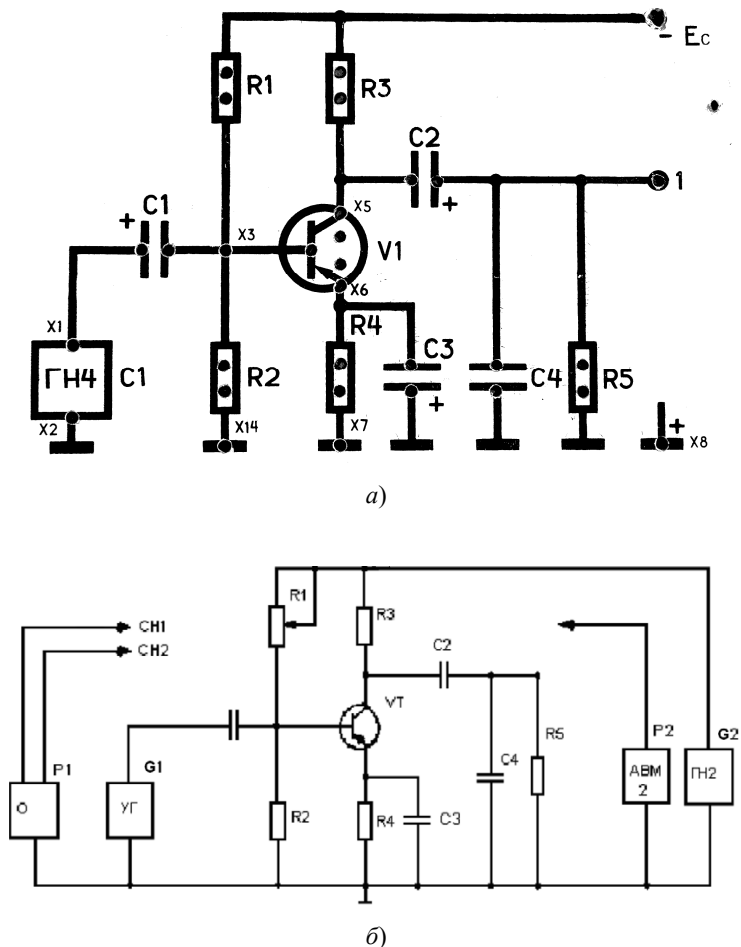 - Eс
R1
R3
C2
1
C1
+
+
X3
X5
V1
X6
X1
R4
ГН4
C1
R2
C3
C4
R5
X2
X14
X7
+
+
X8
а)
R1
R3
CH1
CH2
C2
VT
P1
G1
R5
P2
G2
О
УГ
R2
R4
C3
C4
АВМ
2
ГН2
б)